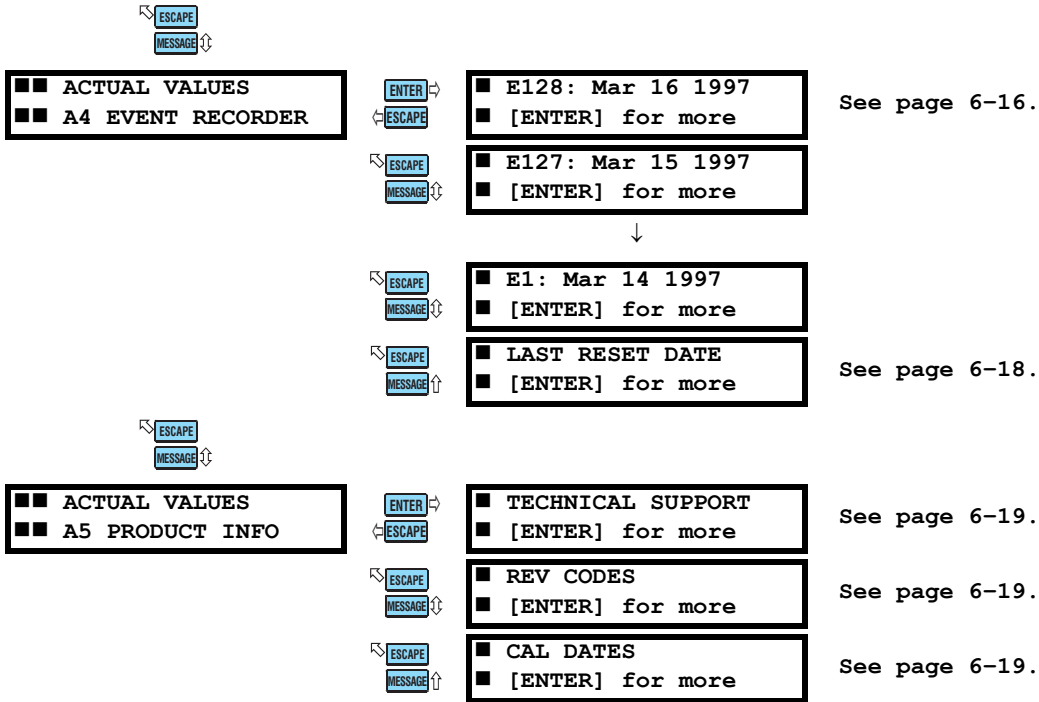 ESCAPE
MESSAGE
■■ ACTUAL VALUES
■■ A4 EVENT RECORDER
ENTER
ESCAPE
■ E128: Mar 16 1997
■ [ENTER] for more
See page 6–16.
ESCAPE
MESSAGE
■ E127: Mar 15 1997
■ [ENTER] for more
↓
ESCAPE
MESSAGE
■ E1: Mar 14 1997
■ [ENTER] for more
ESCAPE
MESSAGE
■ LAST RESET DATE
■ [ENTER] for more
See page 6–18.
ESCAPE
MESSAGE
■■ ACTUAL VALUES
■■ A5 PRODUCT INFO
ENTER
ESCAPE
■ TECHNICAL SUPPORT
■ [ENTER] for more
See page 6–19.
ESCAPE
MESSAGE
■ REV CODES
■ [ENTER] for more
See page 6–19.
ESCAPE
MESSAGE
■ CAL DATES
■ [ENTER] for more
See page 6–19.